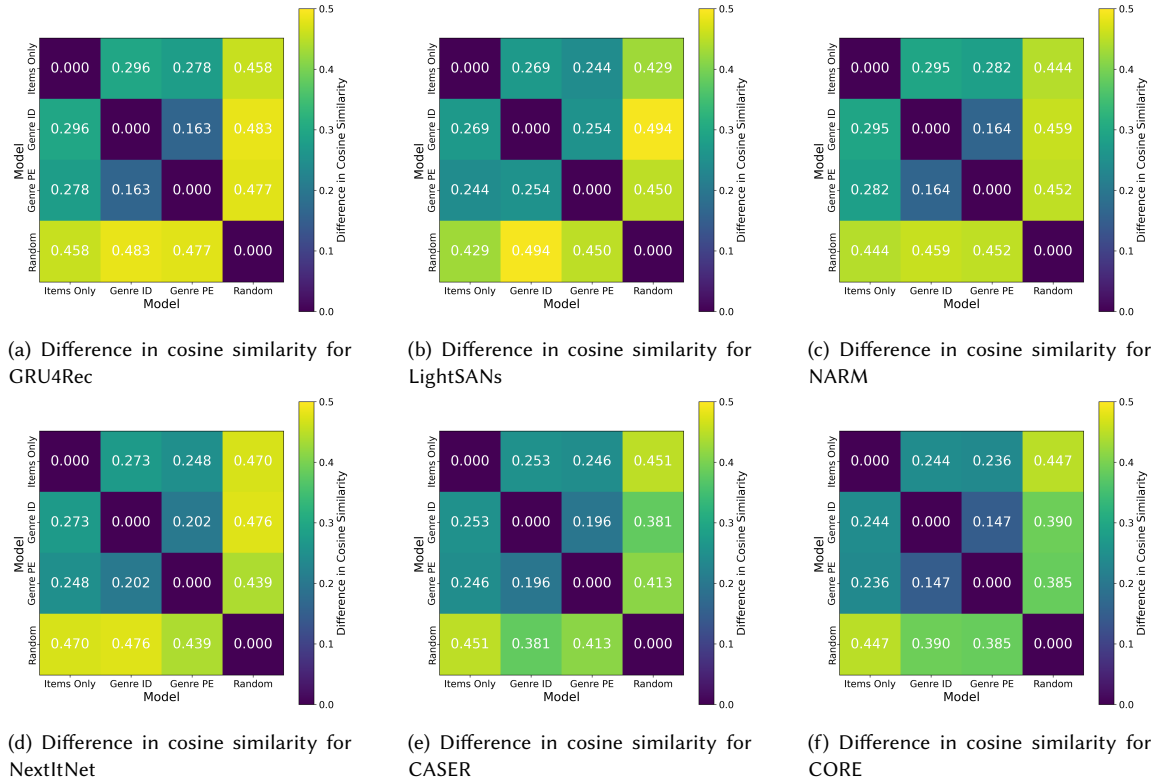 0.5
Items Only 0.000 0.296 0.278 0.458
0.4
Genre ID 0.296 0.000 0.163 0.483
0.3
Model
Difference in Cosine Similarity
0.2
Genre PE 0.278 0.163 0.000 0.477
0.1
Random 0.458 0.483 0.477 0.000
0.0
Items Only Genre ID Genre PE Random
Model
(a) Difference in cosine similarity for
GRU4Rec
0.5
Items Only 0.000 0.269 0.244 0.429
0.4
Genre ID 0.269 0.000 0.254 0.494
0.3
Model
Difference in Cosine Similarity
0.2
Genre PE 0.244 0.254 0.000 0.450
0.1
Random 0.429 0.494 0.450 0.000
0.0
Items Only Genre ID Genre PE Random
Model
(b) Difference in cosine similarity for
LightSANs
0.5
Items Only 0.000 0.295 0.282 0.444
0.4
Genre ID 0.295 0.000 0.164 0.459
0.3
Model
Difference in Cosine Similarity
0.2
Genre PE 0.282 0.164 0.000 0.452
0.1
Random 0.444 0.459 0.452 0.000
0.0
Items Only Genre ID Genre PE Random
Model
(c) Difference in cosine similarity for
NARM
0.5
Items Only 0.000 0.273 0.248 0.470
0.4
Genre ID 0.273 0.000 0.202 0.476
0.3
Model
Difference in Cosine Similarity
0.2
Genre PE 0.248 0.202 0.000 0.439
0.1
Random 0.470 0.476 0.439 0.000
0.0
Items Only Genre ID Genre PE Random
Model
(d) Difference in cosine similarity for
NextItNet
0.5
Items Only 0.000 0.253 0.246 0.451
0.4
Genre ID 0.253 0.000 0.196 0.381
0.3
Model
Difference in Cosine Similarity
0.2
Genre PE 0.246 0.196 0.000 0.413
0.1
Random 0.451 0.381 0.413 0.000
0.0
Items Only Genre ID Genre PE Random
Model
(e) Difference in cosine similarity for
CASER
0.5
Items Only 0.000 0.244 0.236 0.447
0.4
Genre ID 0.244 0.000 0.147 0.390
0.3
Model
Difference in Cosine Similarity
0.2
Genre PE 0.236 0.147 0.000 0.385
0.1
Random 0.447 0.390 0.385 0.000
0.0
Items Only Genre ID Genre PE Random
Model
(f) Difference in cosine similarity for
CORE